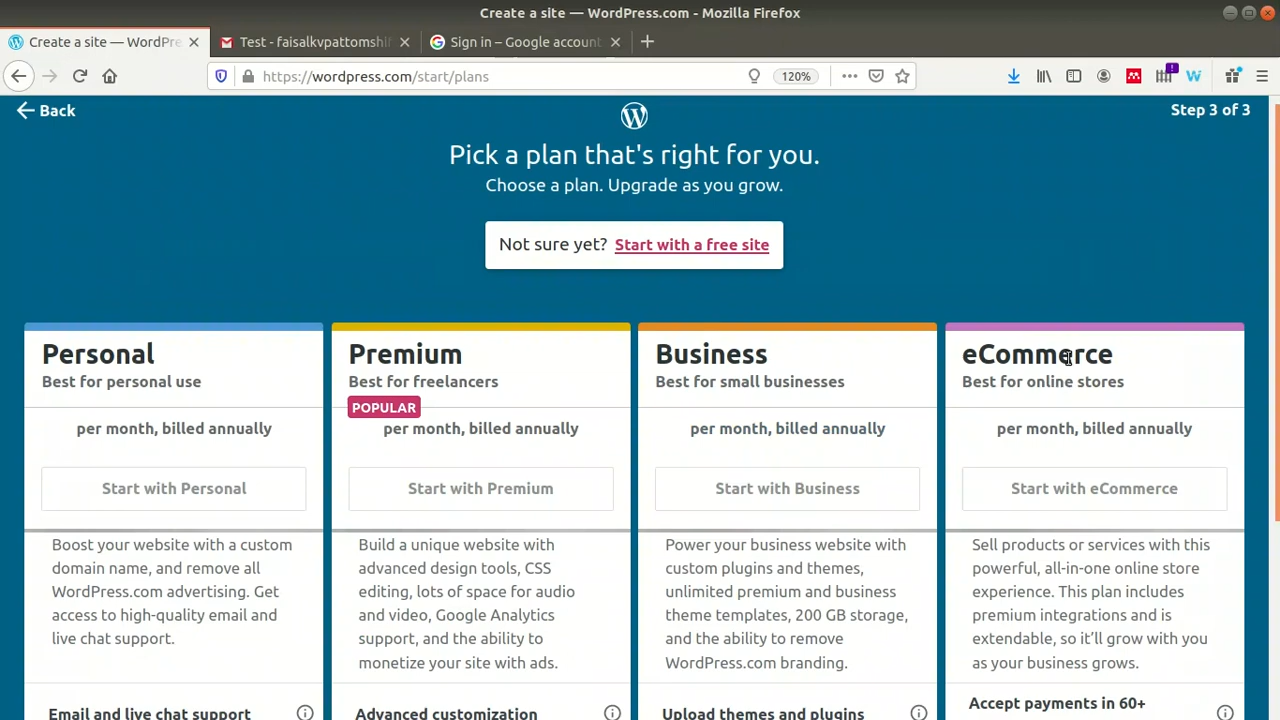 Create a site — WordPress.com - Mozilla Firefox
Create a site — WordPre
Test - faisalkvpattomshi
Sign in – Google account
https://wordpress.com/start/plans
120%
Back
Step 3 of 3
Pick a plan that's right for you.
Choose a plan. Upgrade as you grow.
Not sure yet? Start with a free site
Personal
Best for personal use
per month, billed annually
Start with Personal
Boost your website with a custom
domain name, and remove all
WordPress.com advertising. Get
access to high-quality email and
live chat support.
Email and live chat support
Premium
Best for freelancers
POPULAR
per month, billed annually
Start with Premium
Build a unique website with
advanced design tools, CSS
editing, lots of space for audio
and video, Google Analytics
support, and the ability to
monetize your site with ads.
Advanced customization
Business
Best for small businesses
per month, billed annually
Start with Business
Power your business website with
custom plugins and themes,
unlimited premium and business
theme templates, 200 GB storage,
and the ability to remove
WordPress.com branding.
Upload themes and plugins
eCommerce
Best for online stores
per month, billed annually
Start with eCommerce
Sell products or services with this
powerful, all-in-one online store
experience. This plan includes
premium integrations and is
extendable, so it’ll grow with you
as your business grows.
Accept payments in 60+